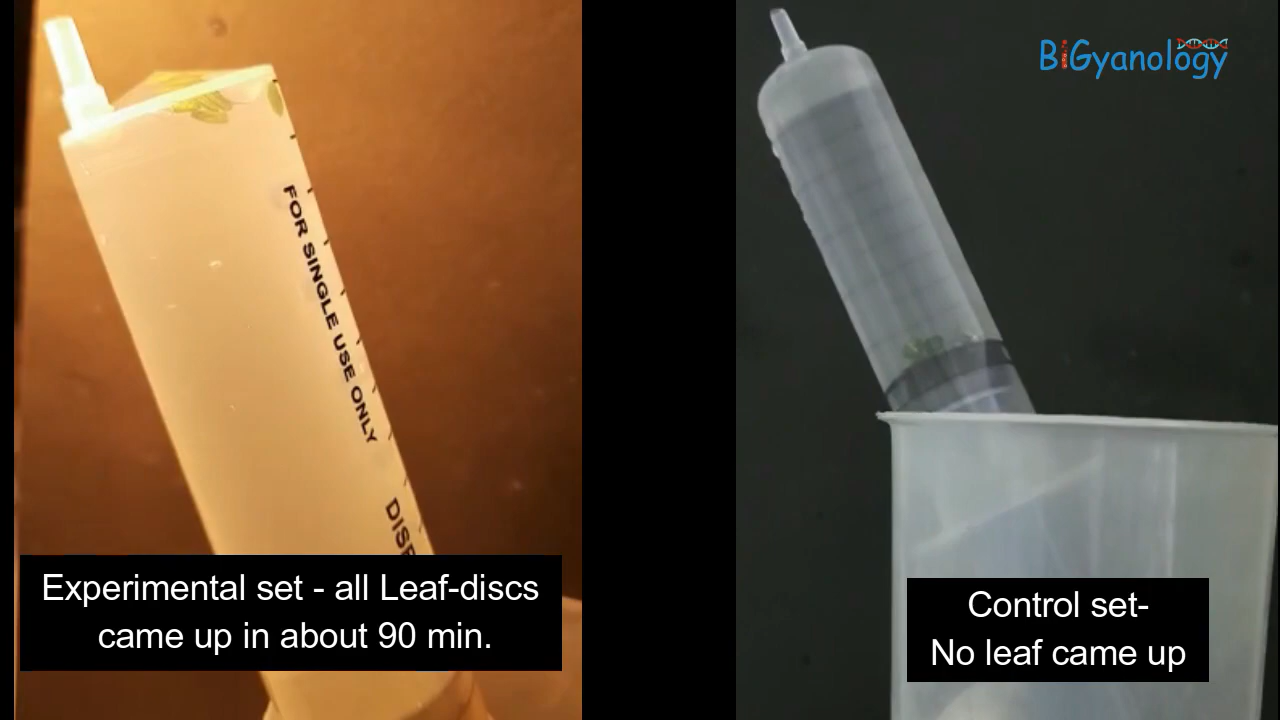 BiGyanology
FOR SINGLE USE ONLY
DISP
Experimental set - all Leaf-discs
came up in about 90 min.
Control set-
No leaf came up